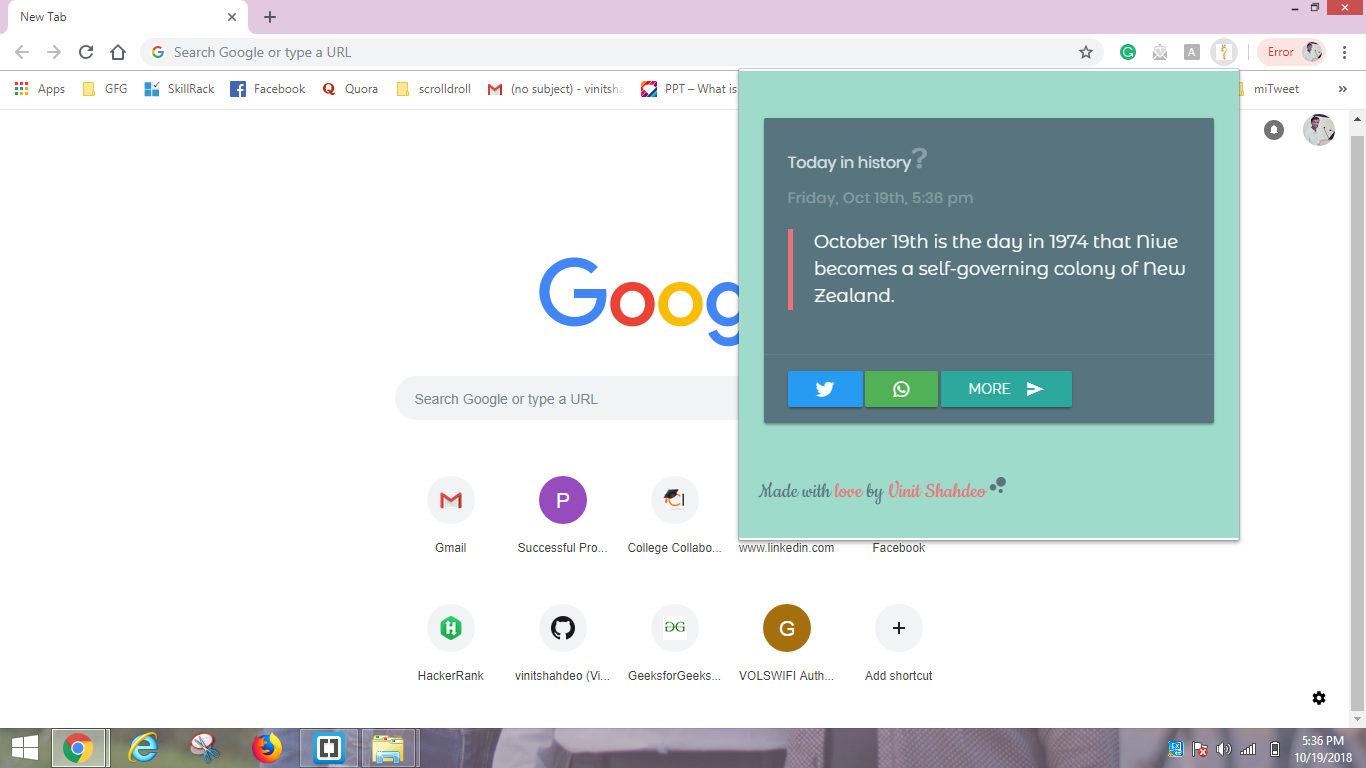 New Tab
Search Google or type a URL
A
Error
Apps
GFG
SkillRack
Facebook
Quora
scrolldroll
(no subject) - vinitsha
PPT – What is
miTweet
Today in history?
Friday, Oct 19th, 5:36 pm
October 19th is the day in 1974 that Niue
becomes a self-governing colony of New
Zealand.
MORE
Made with love by Vinit Shahdeo
Goog
Search Google or type a URL
P
CI
Gmail
Successful Pro...
College Collabo...
www.linkedin.com
Facebook
H
GG
G
HackerRank
vinitshahdeo (Vi...
GeeksforGeeks...
VOLSWIFI Auth...
Add shortcut
5:36 PM
10/19/2018